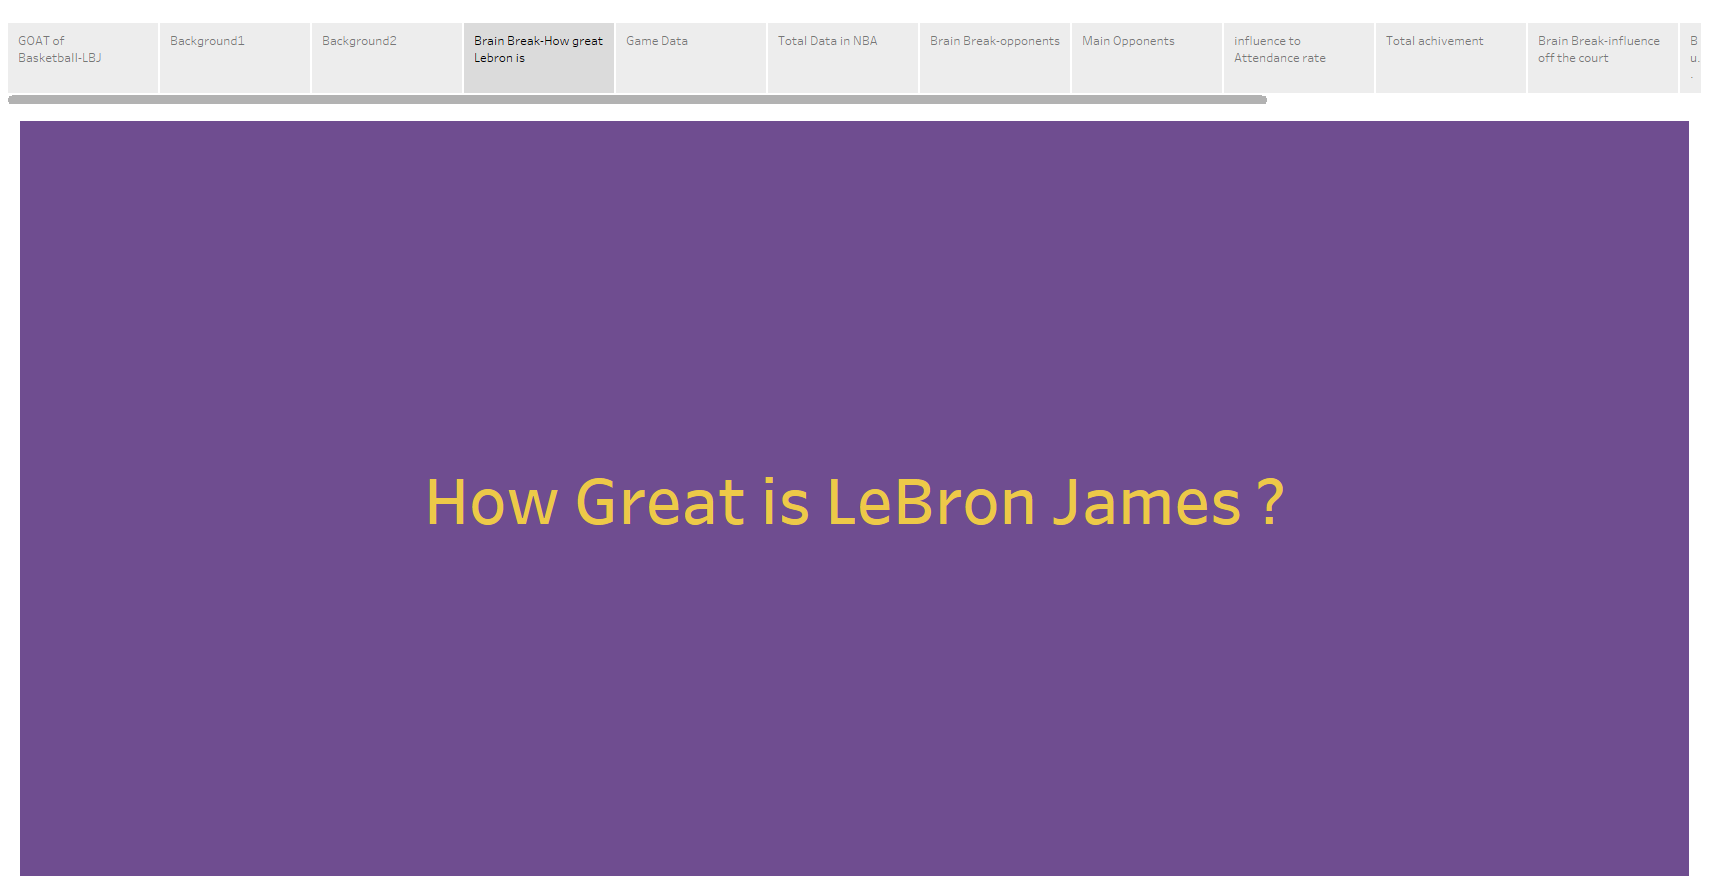 GOAT of
Basketball-LBJ
Background1
Background2
Brain Break-How great
Lebron is
Game Data
Total Data in NBA
Brain Break-opponents
Main Opponents
influence to
Attendance rate
Total achivement
Brain Break-influence
off the court
B
u..
.
How Great is LeBron James ?